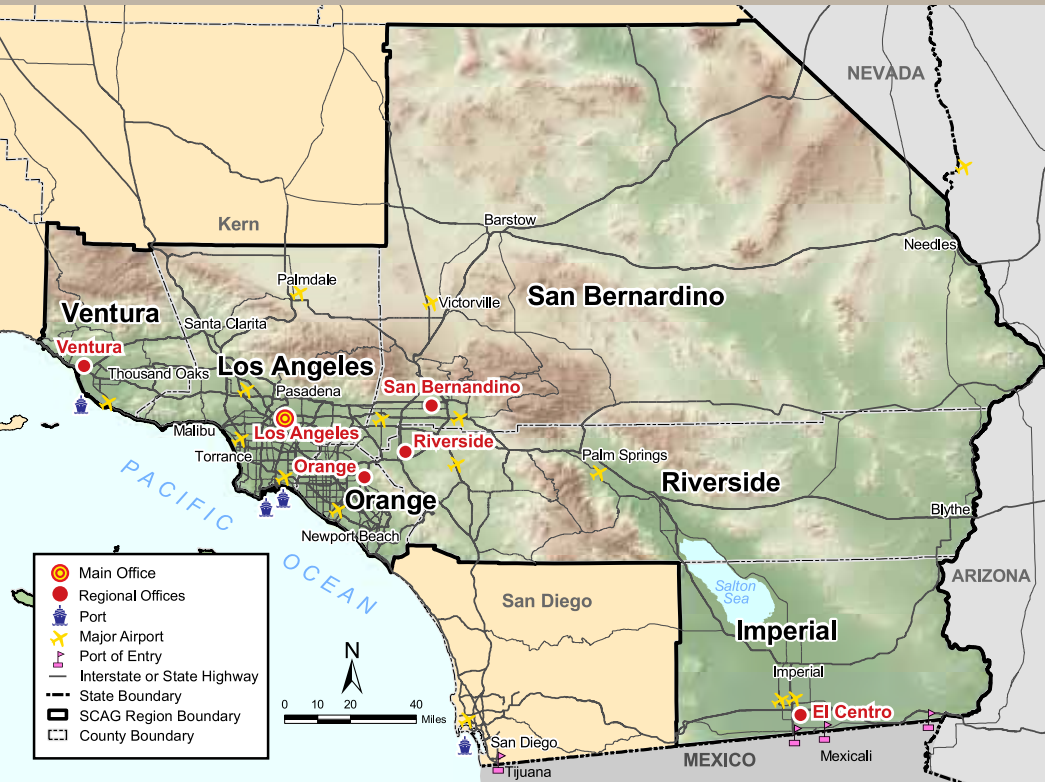 NEVADA
Kern
Barstow
Needles
Palmdale
Victorville
San Bernardino
Ventura
Santa Clarita
Ventura
Thousand Oaks
Los Angeles
Pasadena
San Bernandino
Malibu
Los Angeles
Riverside
Torrance
Orange
Palm Springs
Riverside
Orange
Blythe
Newport Beach
PACIFIC
OCEAN
ARIZONA
Salton
Sea
San Diego
Imperial
Imperial
El Centro
San Diego
Tijuana
MEXICO
Mexicali
Main Office
Regional Offices
Port
Major Airport
Port of Entry
Interstate or State Highway
State Boundary
SCAG Region Boundary
County Boundary
N
0 10 20 40
Miles